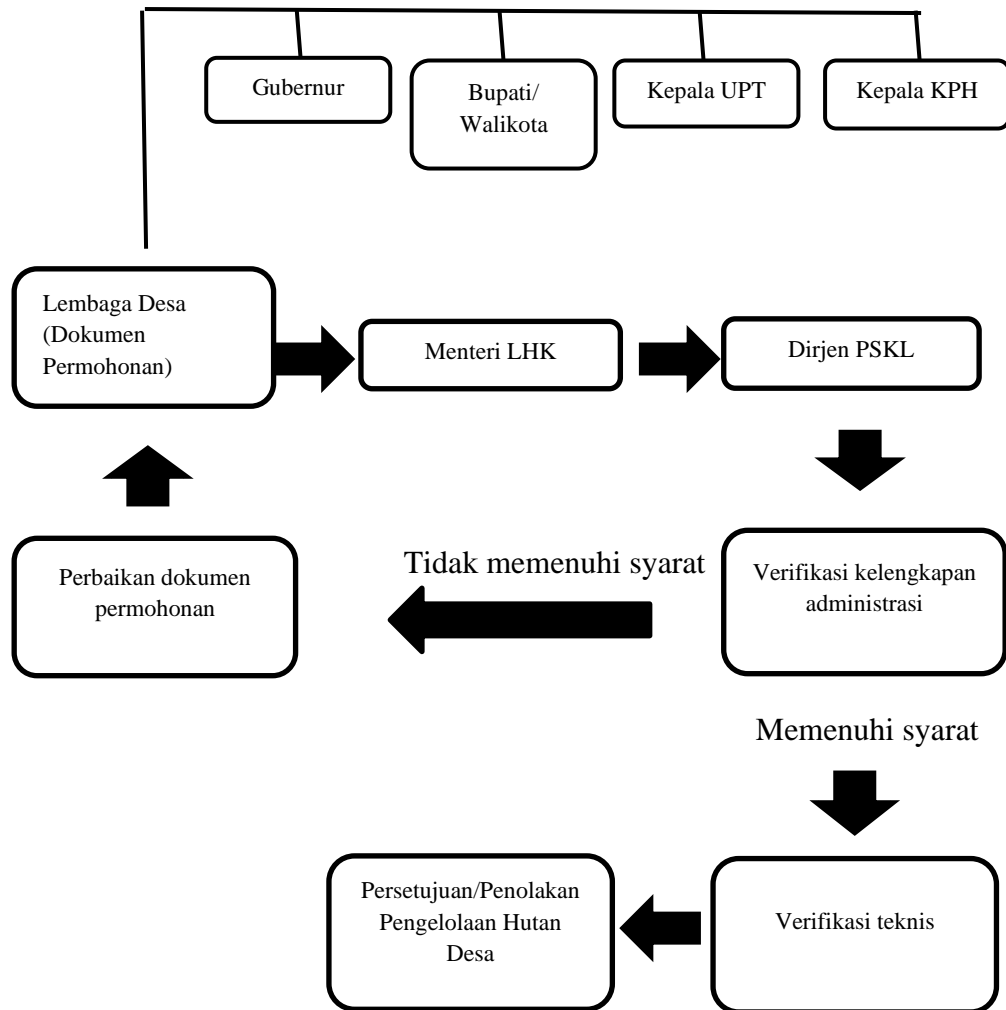 Gubernur
Bupati/
Walikota
Kepala UPT
Kepala KPH
Lembaga Desa
(Dokumen
Permohonan)
Menteri LHK
Dirjen PSKL
Perbaikan dokumen
permohonan
Tidak memenuhi syarat
Verifikasi kelengkapan
administrasi
Memenuhi syarat
Persetujuan/Penolakan
Pengelolaan Hutan
Desa
Verifikasi teknis